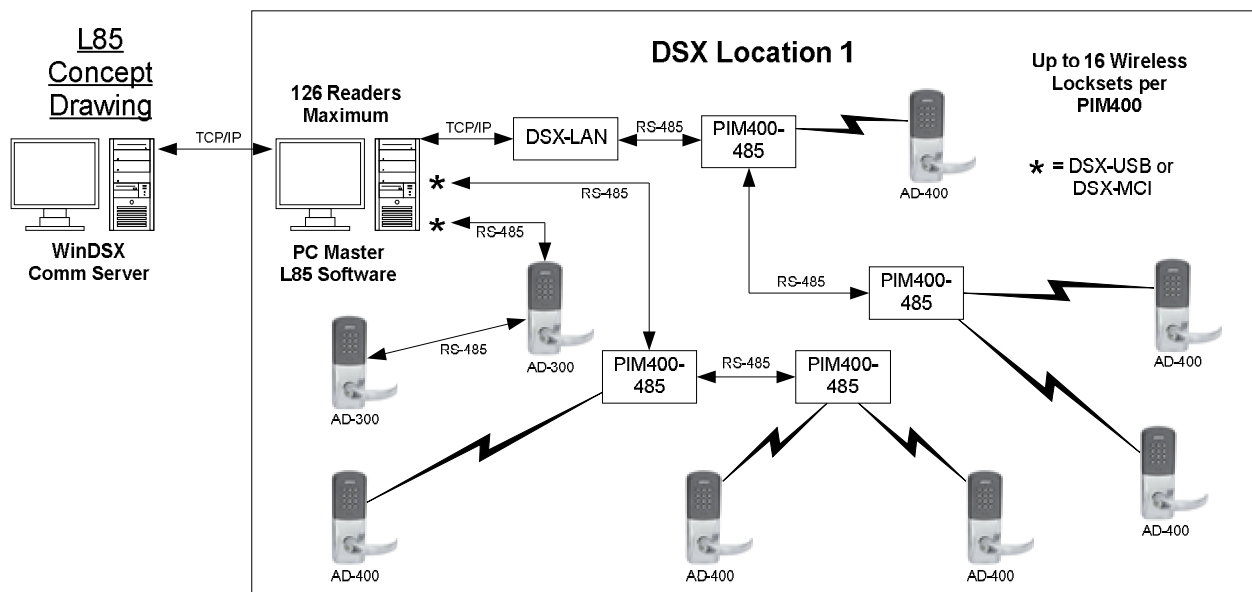 L85
Concept
Drawing
DSX Location 1
Up to 16 Wireless
Locksets per
PIM400
* = DSX-USB or
DSX-MCI
126 Readers
Maximum
TCP/IP
TCP/IP
DSX-LAN
RS-485
PIM400-
485
AD-400
*
RS-485
*
RS-485
WinDSX
Comm Server
PC Master
L85 Software
RS-485
PIM400-
485
AD-400
RS-485
AD-300
AD-300
PIM400-
485
RS-485
PIM400-
485
AD-400
AD-400
AD-400
AD-400